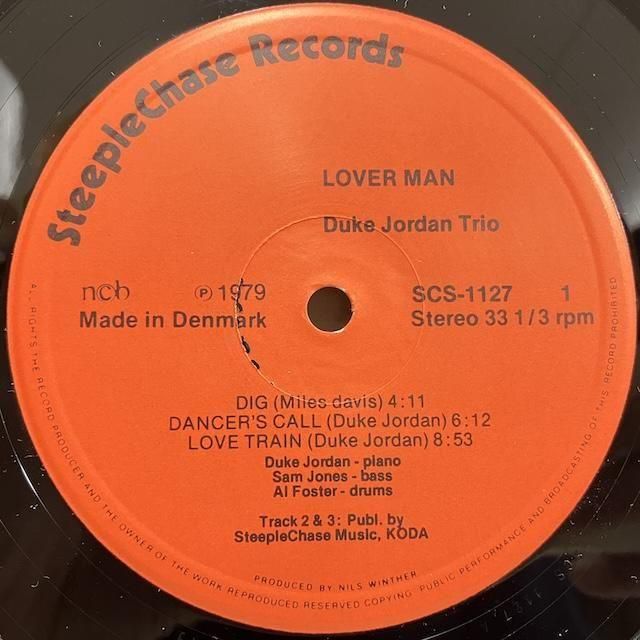 SteepleChase Records
LOVER MAN
Duke Jordan Trio
ncb
℗ 1979
Made in Denmark
SCS-1127 1
Stereo 33 1/3 rpm
DIG (Miles davis) 4:11
DANCER'S CALL (Duke Jordan) 6:12
LOVE TRAIN (Duke Jordan) 8:53
Duke Jordan - piano
Sam Jones - bass
Al Foster - drums
Track 2 & 3: Publ. by
SteepleChase Music, KODA
PRODUCED BY NILS WINTHER
ALL RIGHTS THE RECORD PRODUCER AND THE OWNER OF THE WORK REPRODUCED RESERVED COPYING PUBLIC PERFORMANCE AND BROADCASTING OF THIS RECORD PROHIBITED